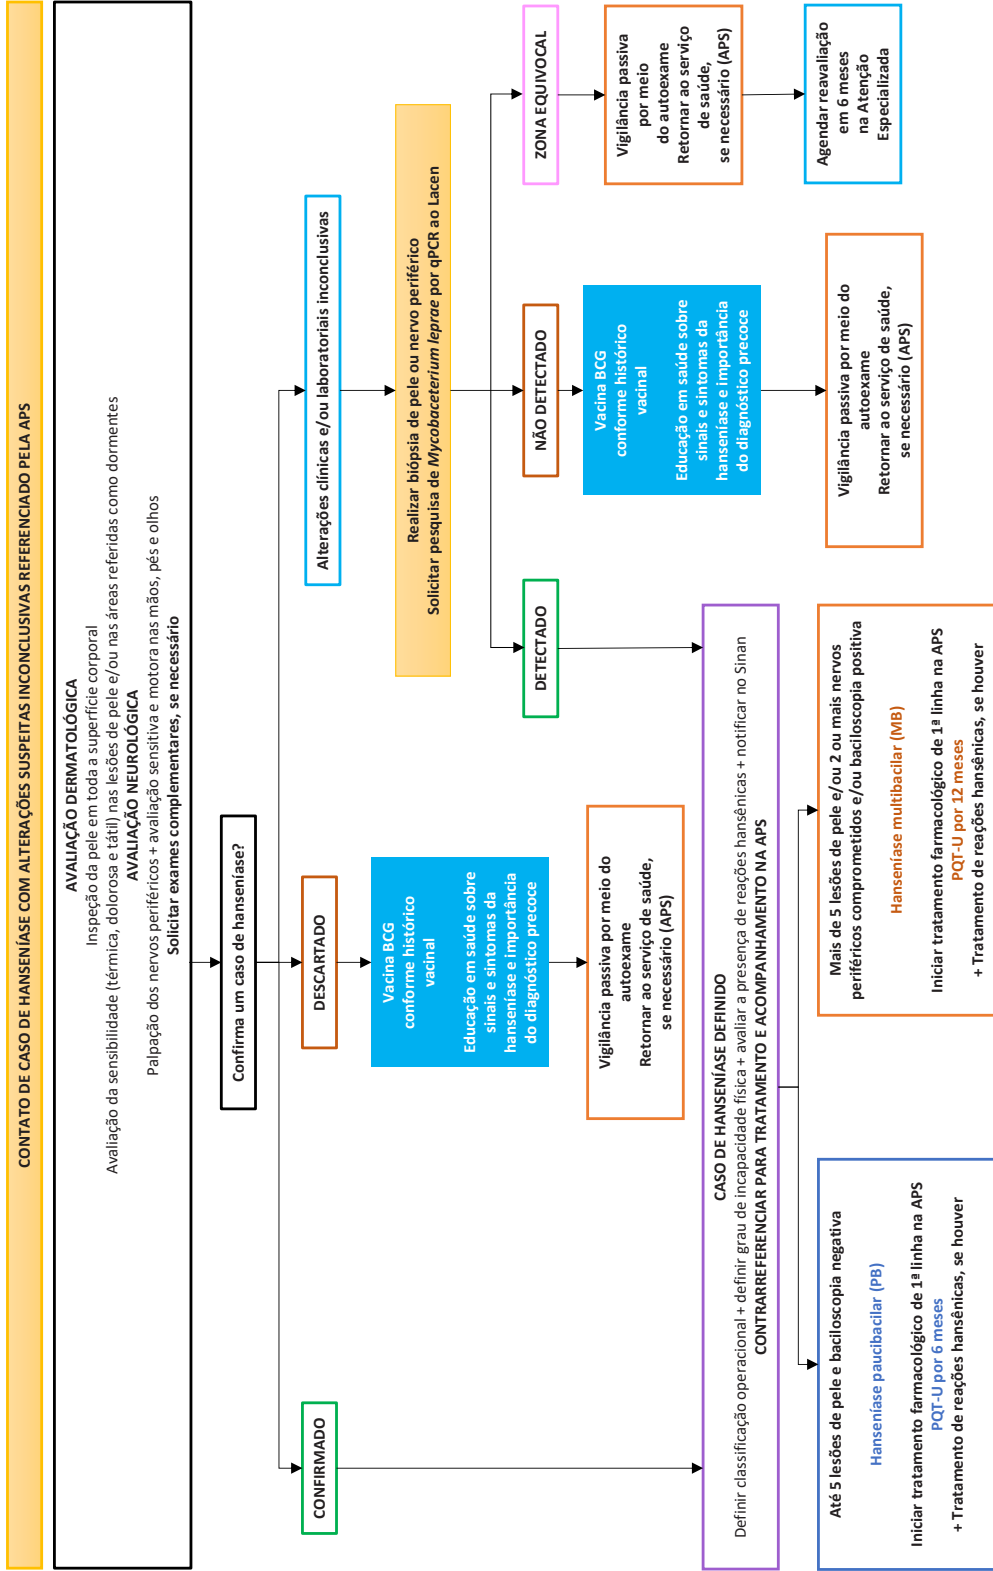 CONTATO DE CASO DE HANSENÍASE COM ALTERAÇÕES SUSPEITAS INCONCLUSIVAS REFERENCIADO PELA APS
AVALIAÇÃO DERMATOLÓGICA
Inspeção da pele em toda a superfície corporal
Avaliação da sensibilidade (térmica, dolorosa e tátil) nas lesões de pele e/ou nas áreas referidas como dormentes
AVALIAÇÃO NEUROLÓGICA
Palpação dos nervos periféricos + avaliação sensitiva e motora nas mãos, pés e olhos
Solicitar exames complementares, se necessário
Confirma um caso de hanseníase?
CONFIRMADO
DESCARTADO
Vacina BCG
conforme histórico
vacinal
Educação em saúde sobre
sinais e sintomas da
hanseníase e importância
do diagnóstico precoce
Vigilância passiva por meio do
autoexame
Retornar ao serviço de saúde,
se necessário (APS)
Alterações clínicas e/ou laboratoriais inconclusivas
Realizar biópsia de pele ou nervo periférico
Solicitar pesquisa de Mycobaceterium leprae por qPCR ao Lacen
DETECTADO
NÃO DETECTADO
Vacina BCG
conforme histórico
vacinal
Educação em saúde sobre
sinais e sintomas da
hanseníase e importância
do diagnóstico precoce
Vigilância passiva por meio do
autoexame
Retornar ao serviço de saúde,
se necessário (APS)
ZONA EQUIVOCAL
Vigilância passiva
por meio
do autoexame
Retornar ao serviço
de saúde,
se necessário (APS)
Agendar reavaliação
em 6 meses
na Atenção
Especializada
CASO DE HANSENÍASE DEFINIDO
Definir classificação operacional + definir grau de incapacidade física + avaliar a presença de reações hansênicas + notificar no Sinan
CONTRARREFERENCIAR PARA TRATAMENTO E ACOMPANHAMENTO NA APS
Até 5 lesões de pele e baciloscopia negativa
Hanseníase paucibacilar (PB)
Iniciar tratamento farmacológico de 1ª linha na APS
PQT-U por 6 meses
+ Tratamento de reações hansênicas, se houver
Mais de 5 lesões de pele e/ou 2 ou mais nervos
periféricos comprometidos e/ou baciloscopia positiva
Hanseníase multibacilar (MB)
Iniciar tratamento farmacológico de 1ª linha na APS
PQT-U por 12 meses
+ Tratamento de reações hansênicas, se houver